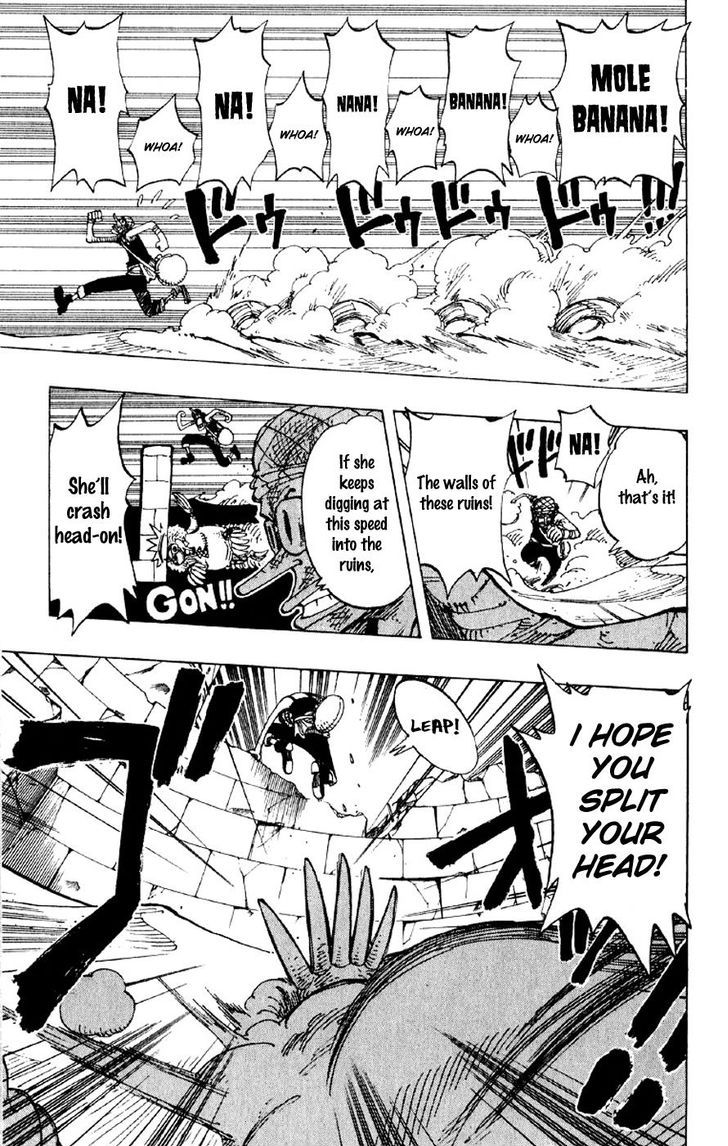 MOLE
BANANA!
WHOA!
BANANA!
WHOA!
NANA!
WHOA!
NA!
WHOA!
NA!
ドゥドゥドゥ
ドゥ!!!
Ah,
that's it!
NA!
ドド
The walls of
these ruins!
If she
keeps
digging at
this speed
into the
ruins,
She'll
crash
head-on!
GON!!
I HOPE
YOU
SPLIT
YOUR
HEAD!
LEAP!
ブオ!!